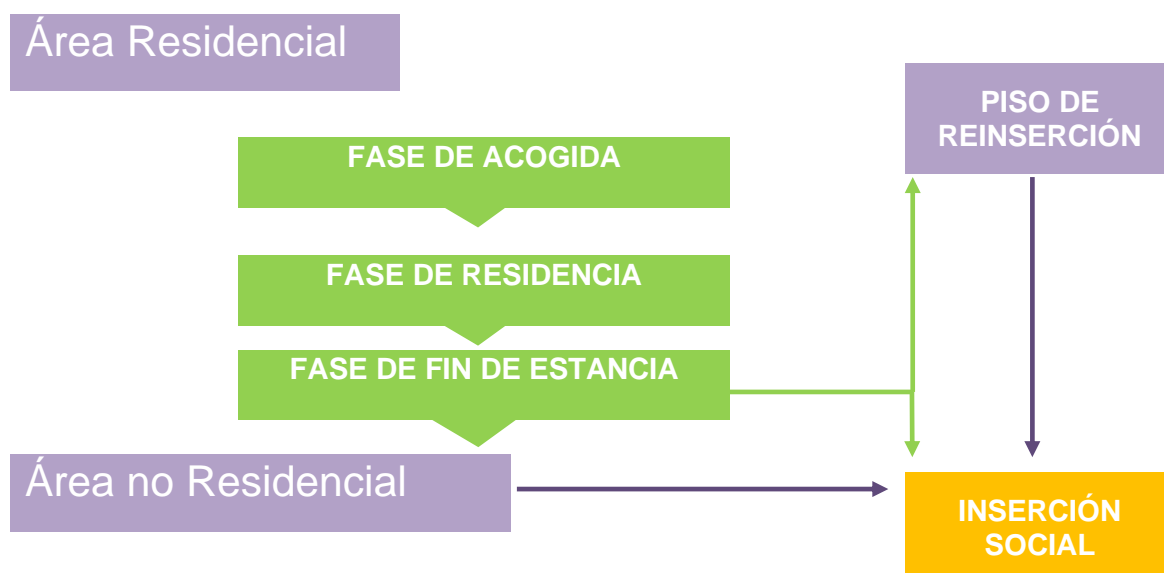 Área Residencial
PISO DE
REINSERCIÓN
FASE DE ACOGIDA
FASE DE RESIDENCIA
FASE DE FIN DE ESTANCIA
Área no Residencial
INSERCIÓN
SOCIAL